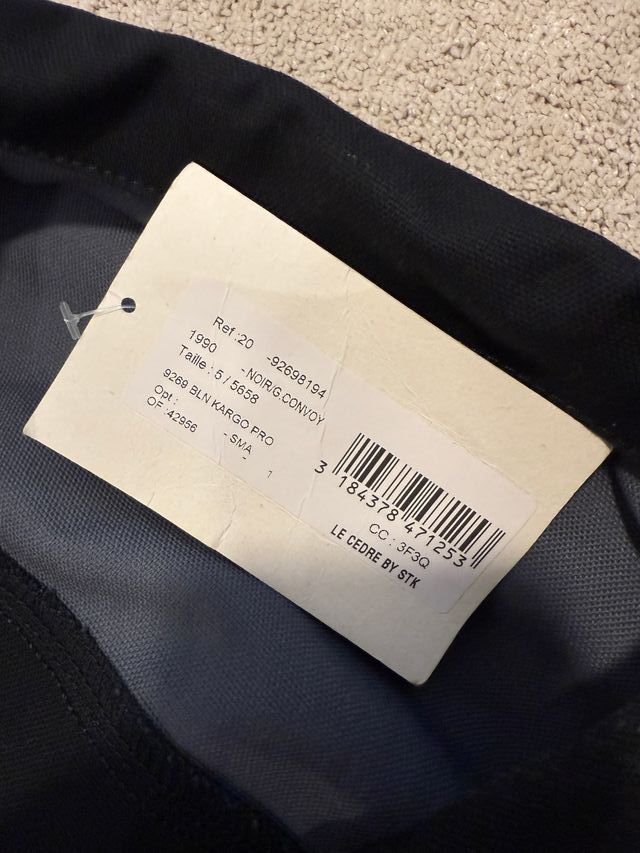 Ref :20 -92698194
1990 - NOIR/G.CONVOY
Taille : 5 / 5658
9269 BLN KARGO PRO
Opt : - SMA
OF :42956 - 1
3 184378 471253
CC : 3F3Q
LE CEDRE BY STK